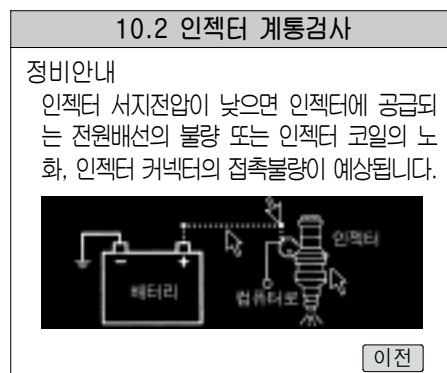 10.2 인젝터 계통검사
정비안내
인젝터 서지전압이 낮으면 인젝터에 공급되
는 전원배선의 불량 또는 인젝터 코일의 노
화, 인젝터 커넥터의 접촉불량이 예상됩니다.
인젝터
- +
배터리
컴퓨터로
이전